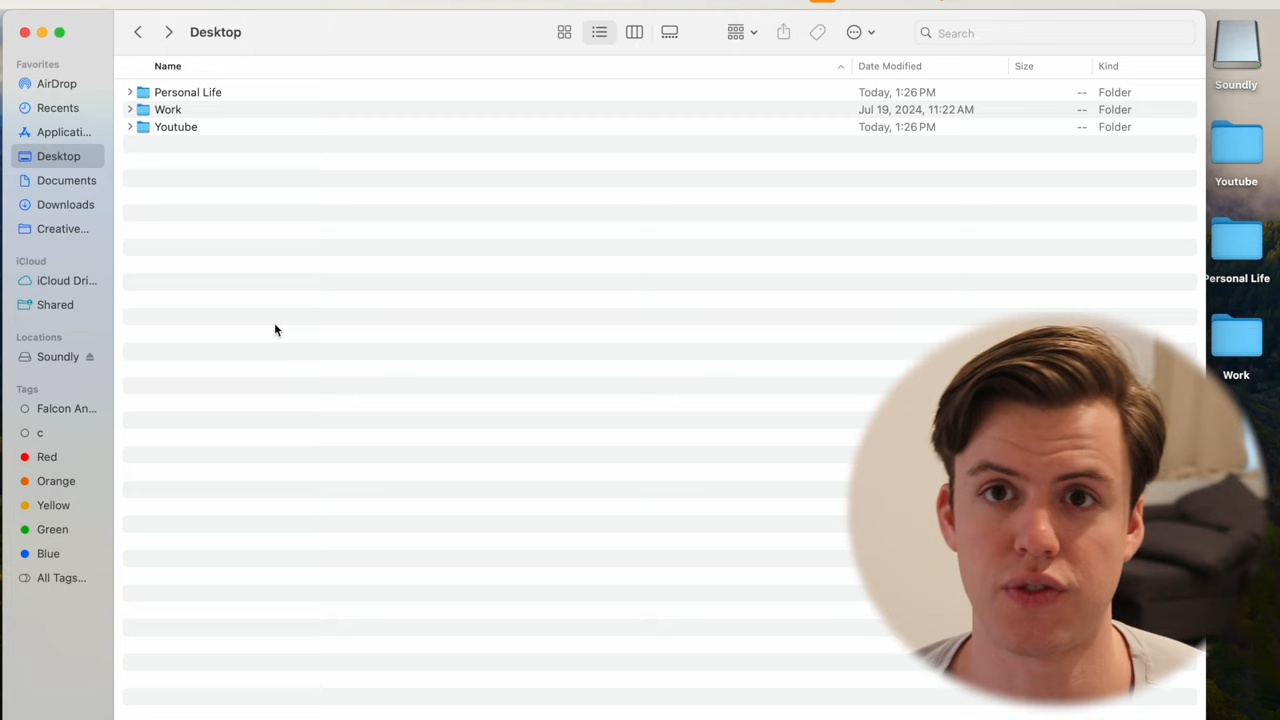 Desktop
Search
Favorites
AirDrop
Recents
Applicati...
Desktop
Documents
Downloads
Creative...
iCloud
iCloud Dri...
Shared
Locations
Soundly
Tags
Falcon An...
c
Red
Orange
Yellow
Green
Blue
All Tags...
Name Date Modified Size Kind
Personal Life Today, 1:26 PM -- Folder
Work Jul 19, 2024, 11:22 AM -- Folder
Youtube Today, 1:26 PM -- Folder
Soundly
Youtube
Personal Life
Work